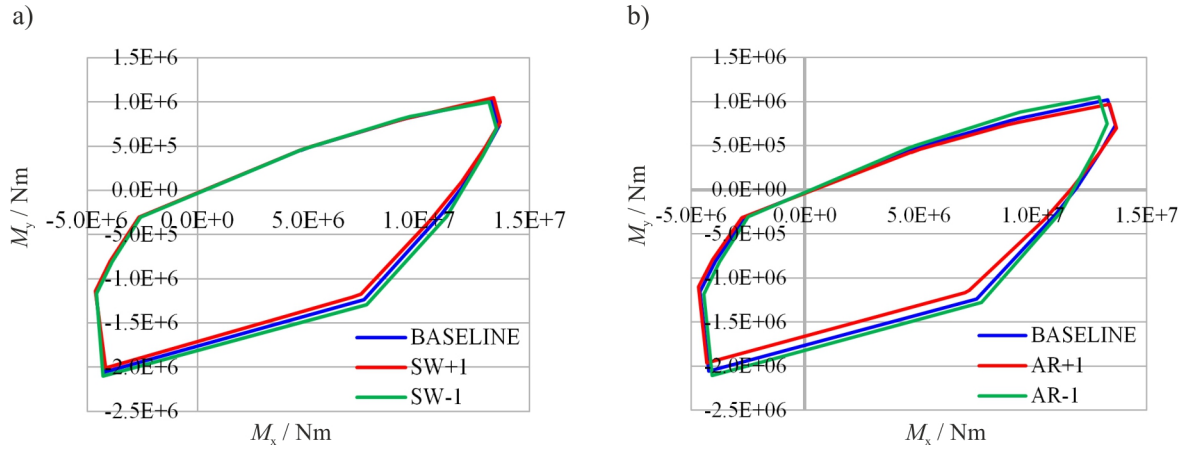 a)
b)
1.5E+6
1.0E+6
5.0E+5
0.0E+0
-5.0E+5
-1.0E+6
-1.5E+6
-2.0E+6
-2.5E+6
-5.0E+6 0.0E+0 5.0E+6 1.0E+7 1.5E+7
My / Nm
Mx / Nm
BASELINE
SW+1
SW-1
1.5E+06
1.0E+06
5.0E+05
0.0E+00
-5.0E+05
-1.0E+06
-1.5E+06
-2.0E+06
-2.5E+06
-5.0E+6 0.0E+0 5.0E+6 1.0E+7 1.5E+7
My / Nm
Mx / Nm
BASELINE
AR+1
AR-1